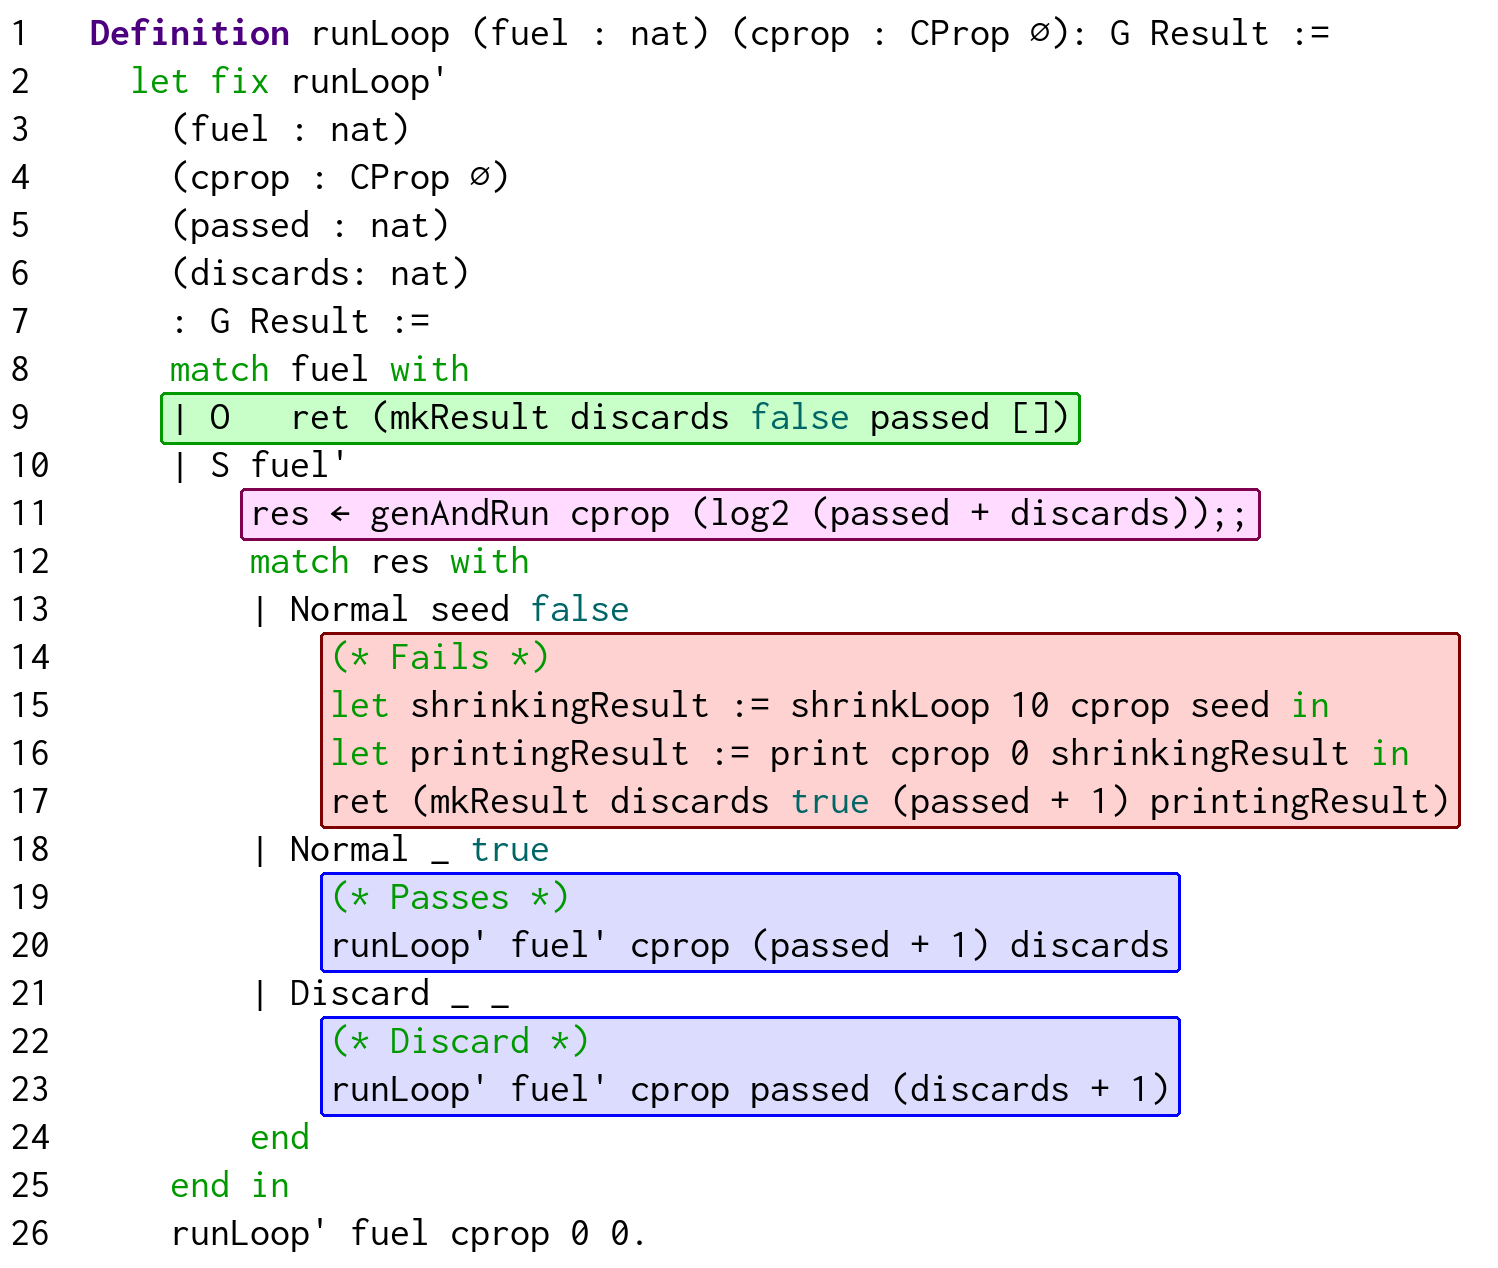 1 Definition runLoop (fuel : nat) (cprop : CProp ∅): G Result :=
2 let fix runLoop'
3 (fuel : nat)
4 (cprop : CProp ∅)
5 (passed : nat)
6 (discards: nat)
7 : G Result :=
8 match fuel with
9 | O ret (mkResult discards false passed [])
10 | S fuel'
11 res ← genAndRun cprop (log2 (passed + discards));;
12 match res with
13 | Normal seed false
14 (* Fails *)
15 let shrinkingResult := shrinkLoop 10 cprop seed in
16 let printingResult := print cprop 0 shrinkingResult in
17 ret (mkResult discards true (passed + 1) printingResult)
18 | Normal _ true
19 (* Passes *)
20 runLoop' fuel' cprop (passed + 1) discards
21 | Discard _ _
22 (* Discard *)
23 runLoop' fuel' cprop passed (discards + 1)
24 end
25 end in
26 runLoop' fuel cprop 0 0.